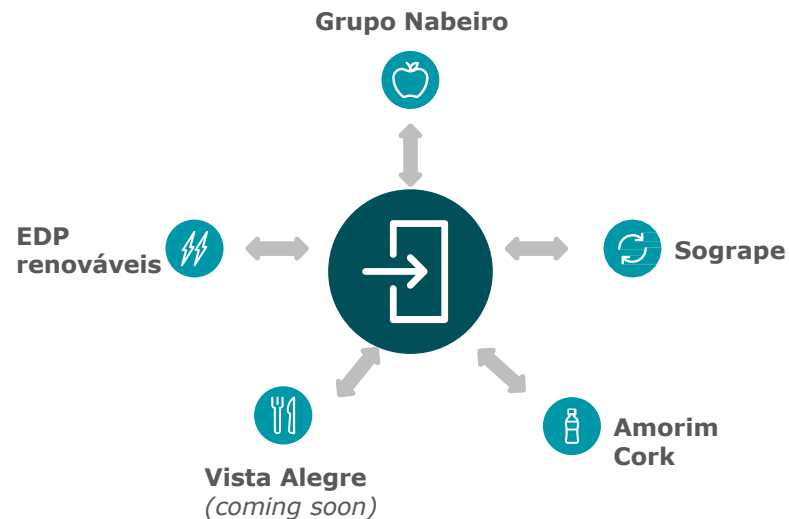 Grupo Nabeiro
EDP
renováveis
Sogrape
Amorim
Cork
Vista Alegre
(coming soon)